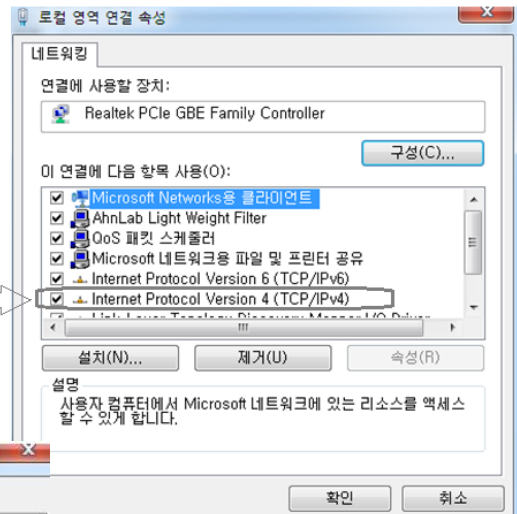 로컬 영역 연결 속성
네트워킹
연결에 사용할 장치:
Realtek PCIe GBE Family Controller
구성(C)...
이 연결에 다음 항목 사용(O):
Microsoft Networks용 클라이언트
AhnLab Light Weight Filter
QoS 패킷 스케줄러
Microsoft 네트워크용 파일 및 프린터 공유
Internet Protocol Version 6 (TCP/IPv6)
Internet Protocol Version 4 (TCP/IPv4)
Link-Layer Topology Discovery Mapper I/O Driver
설치(N)...
제거(U)
속성(R)
설명
사용자 컴퓨터에서 Microsoft 네트워크에 있는 리소스를 액세스
할 수 있게 합니다.
확인
취소